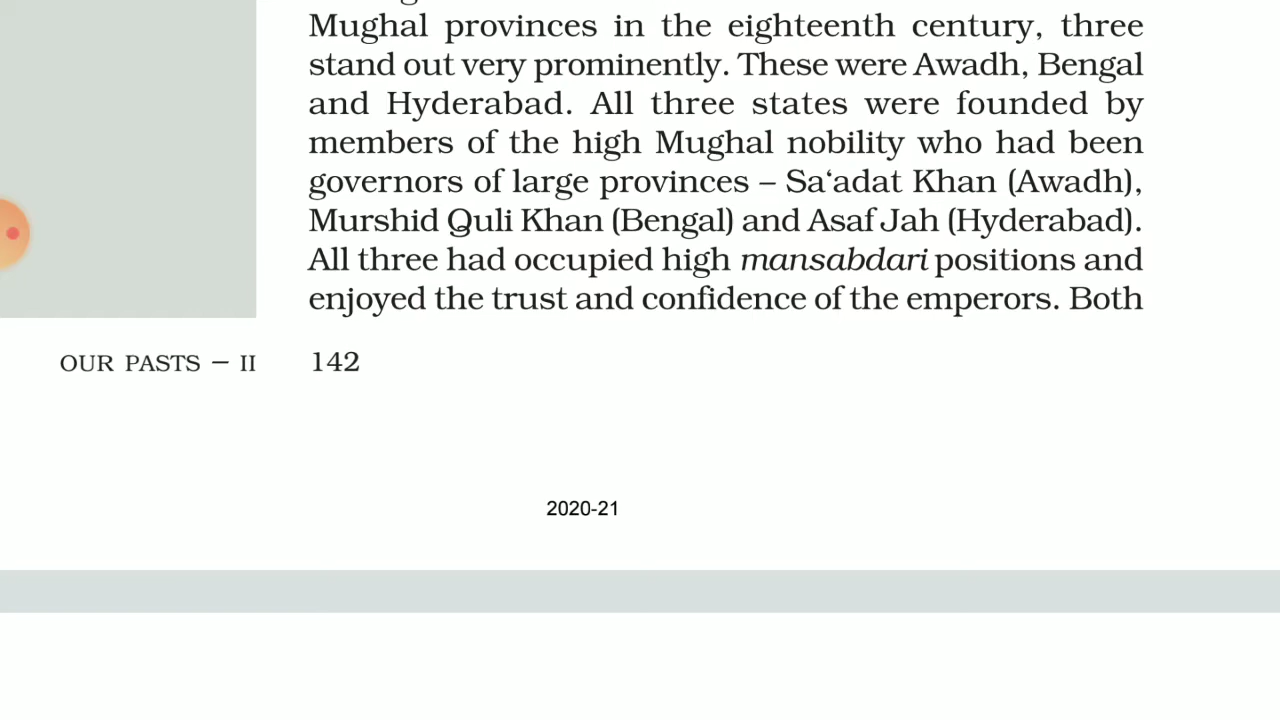 Mughal provinces in the eighteenth century, three
stand out very prominently. These were Awadh, Bengal
and Hyderabad. All three states were founded by
members of the high Mughal nobility who had been
governors of large provinces – Sa‘adat Khan (Awadh),
Murshid Quli Khan (Bengal) and Asaf Jah (Hyderabad).
All three had occupied high mansabdari positions and
enjoyed the trust and confidence of the emperors. Both
OUR PASTS – II 142
2020-21